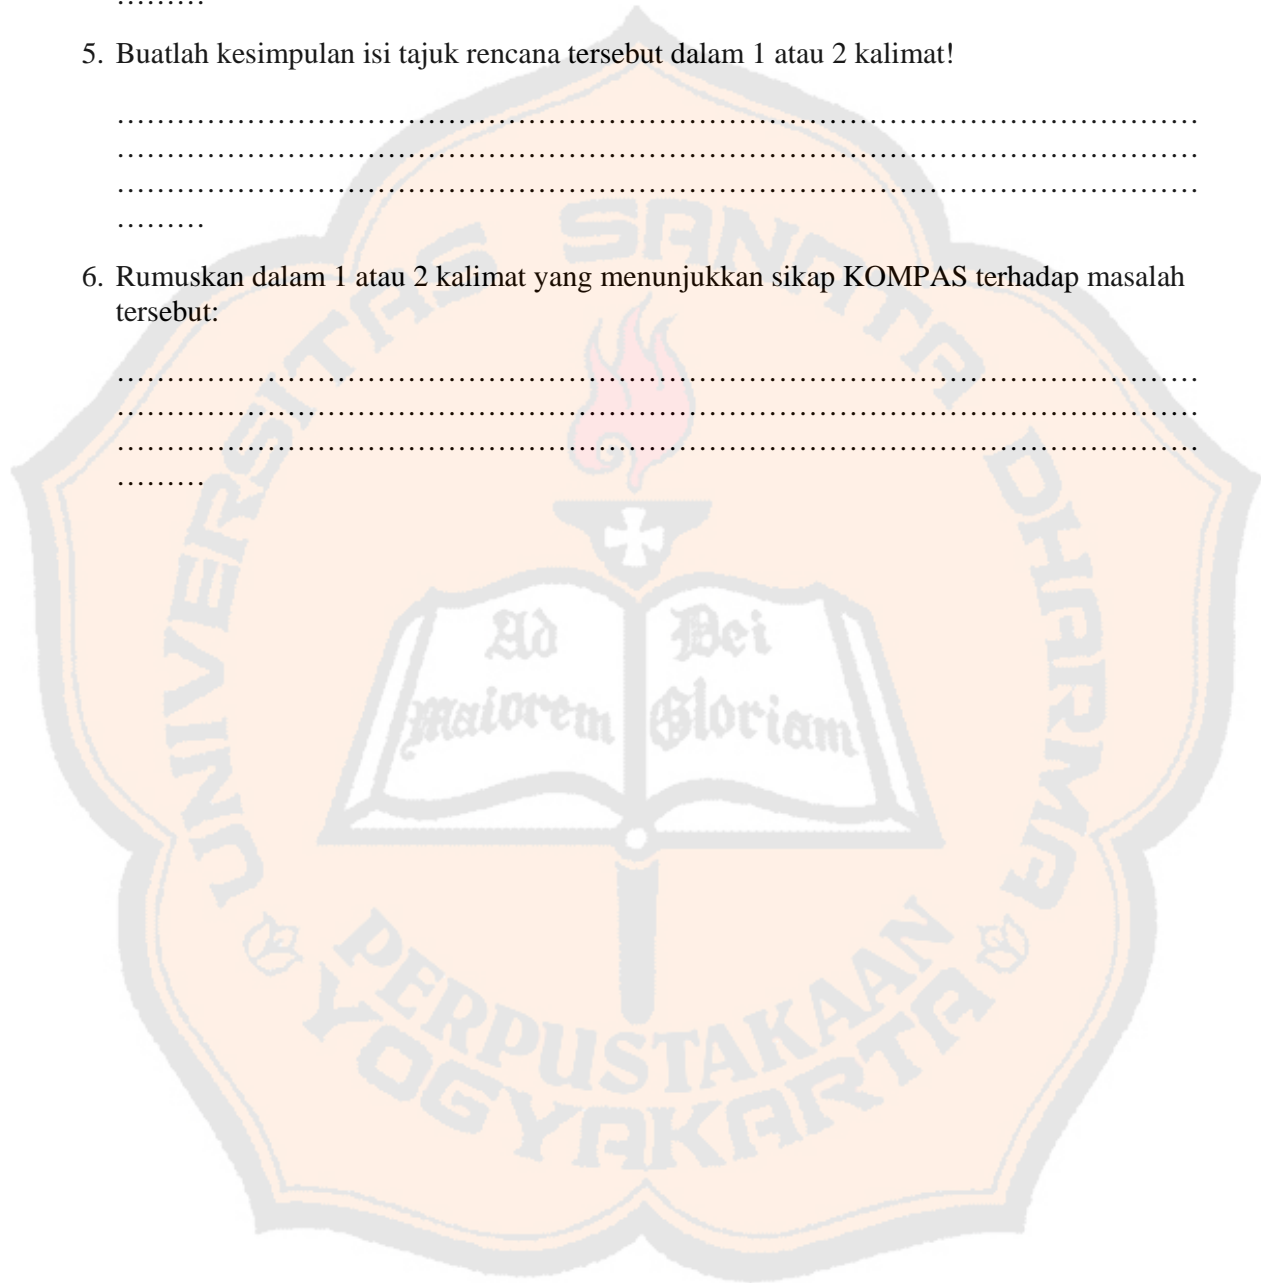 ………
5. Buatlah kesimpulan isi tajuk rencana tersebut dalam 1 atau 2 kalimat!
………………………………………………………………………………………………
………………………………………………………………………………………………
………………………………………………………………………………………………
………
6. Rumuskan dalam 1 atau 2 kalimat yang menunjukkan sikap KOMPAS terhadap masalah
tersebut:
………………………………………………………………………………………………
………………………………………………………………………………………………
………………………………………………………………………………………………
………
UNIVERSITAS SANATA DHARMA
Ad Dei
Maiorem Gloriam
PERPUSTAKAAN
YOGYAKARTA